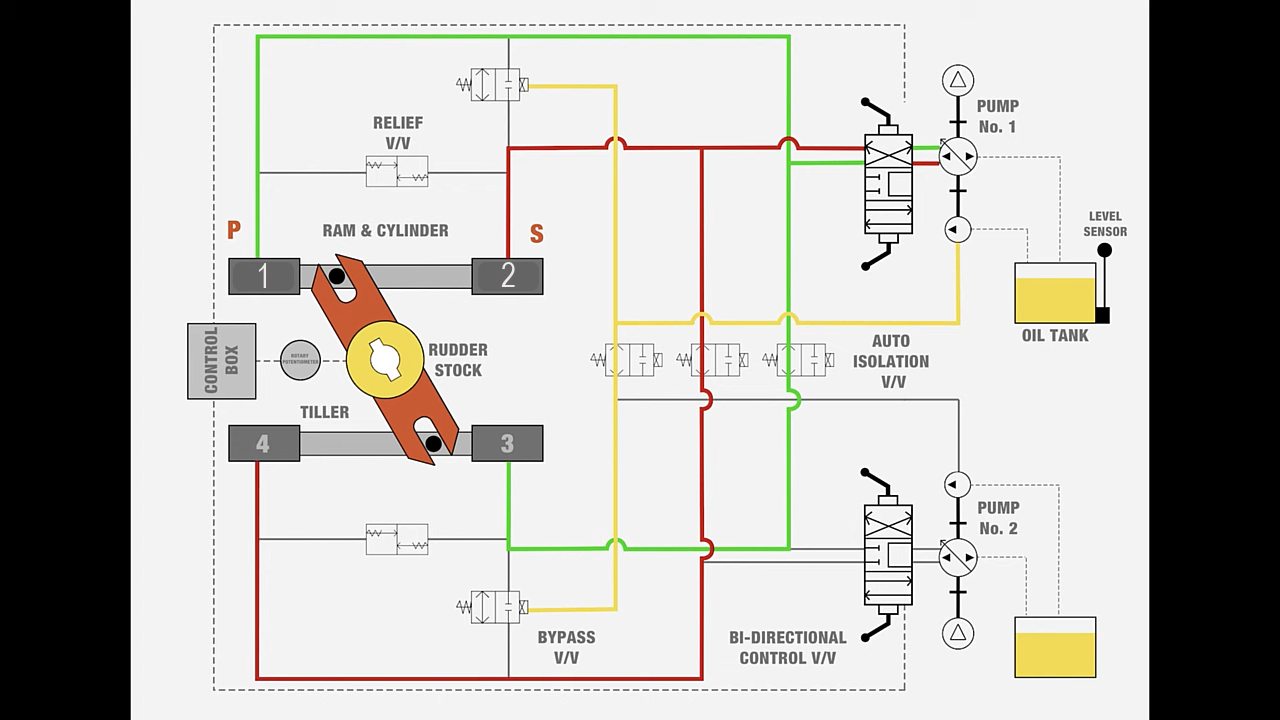 PUMP
No. 1
RELIEF
V/V
LEVEL
SENSOR
P
RAM & CYLINDER
S
1
2
OIL TANK
CONTROL
BOX
ROTARY
POTENTIOMETER
RUDDER
STOCK
AUTO
ISOLATION
V/V
TILLER
4
3
PUMP
No. 2
BYPASS
V/V
BI-DIRECTIONAL
CONTROL V/V